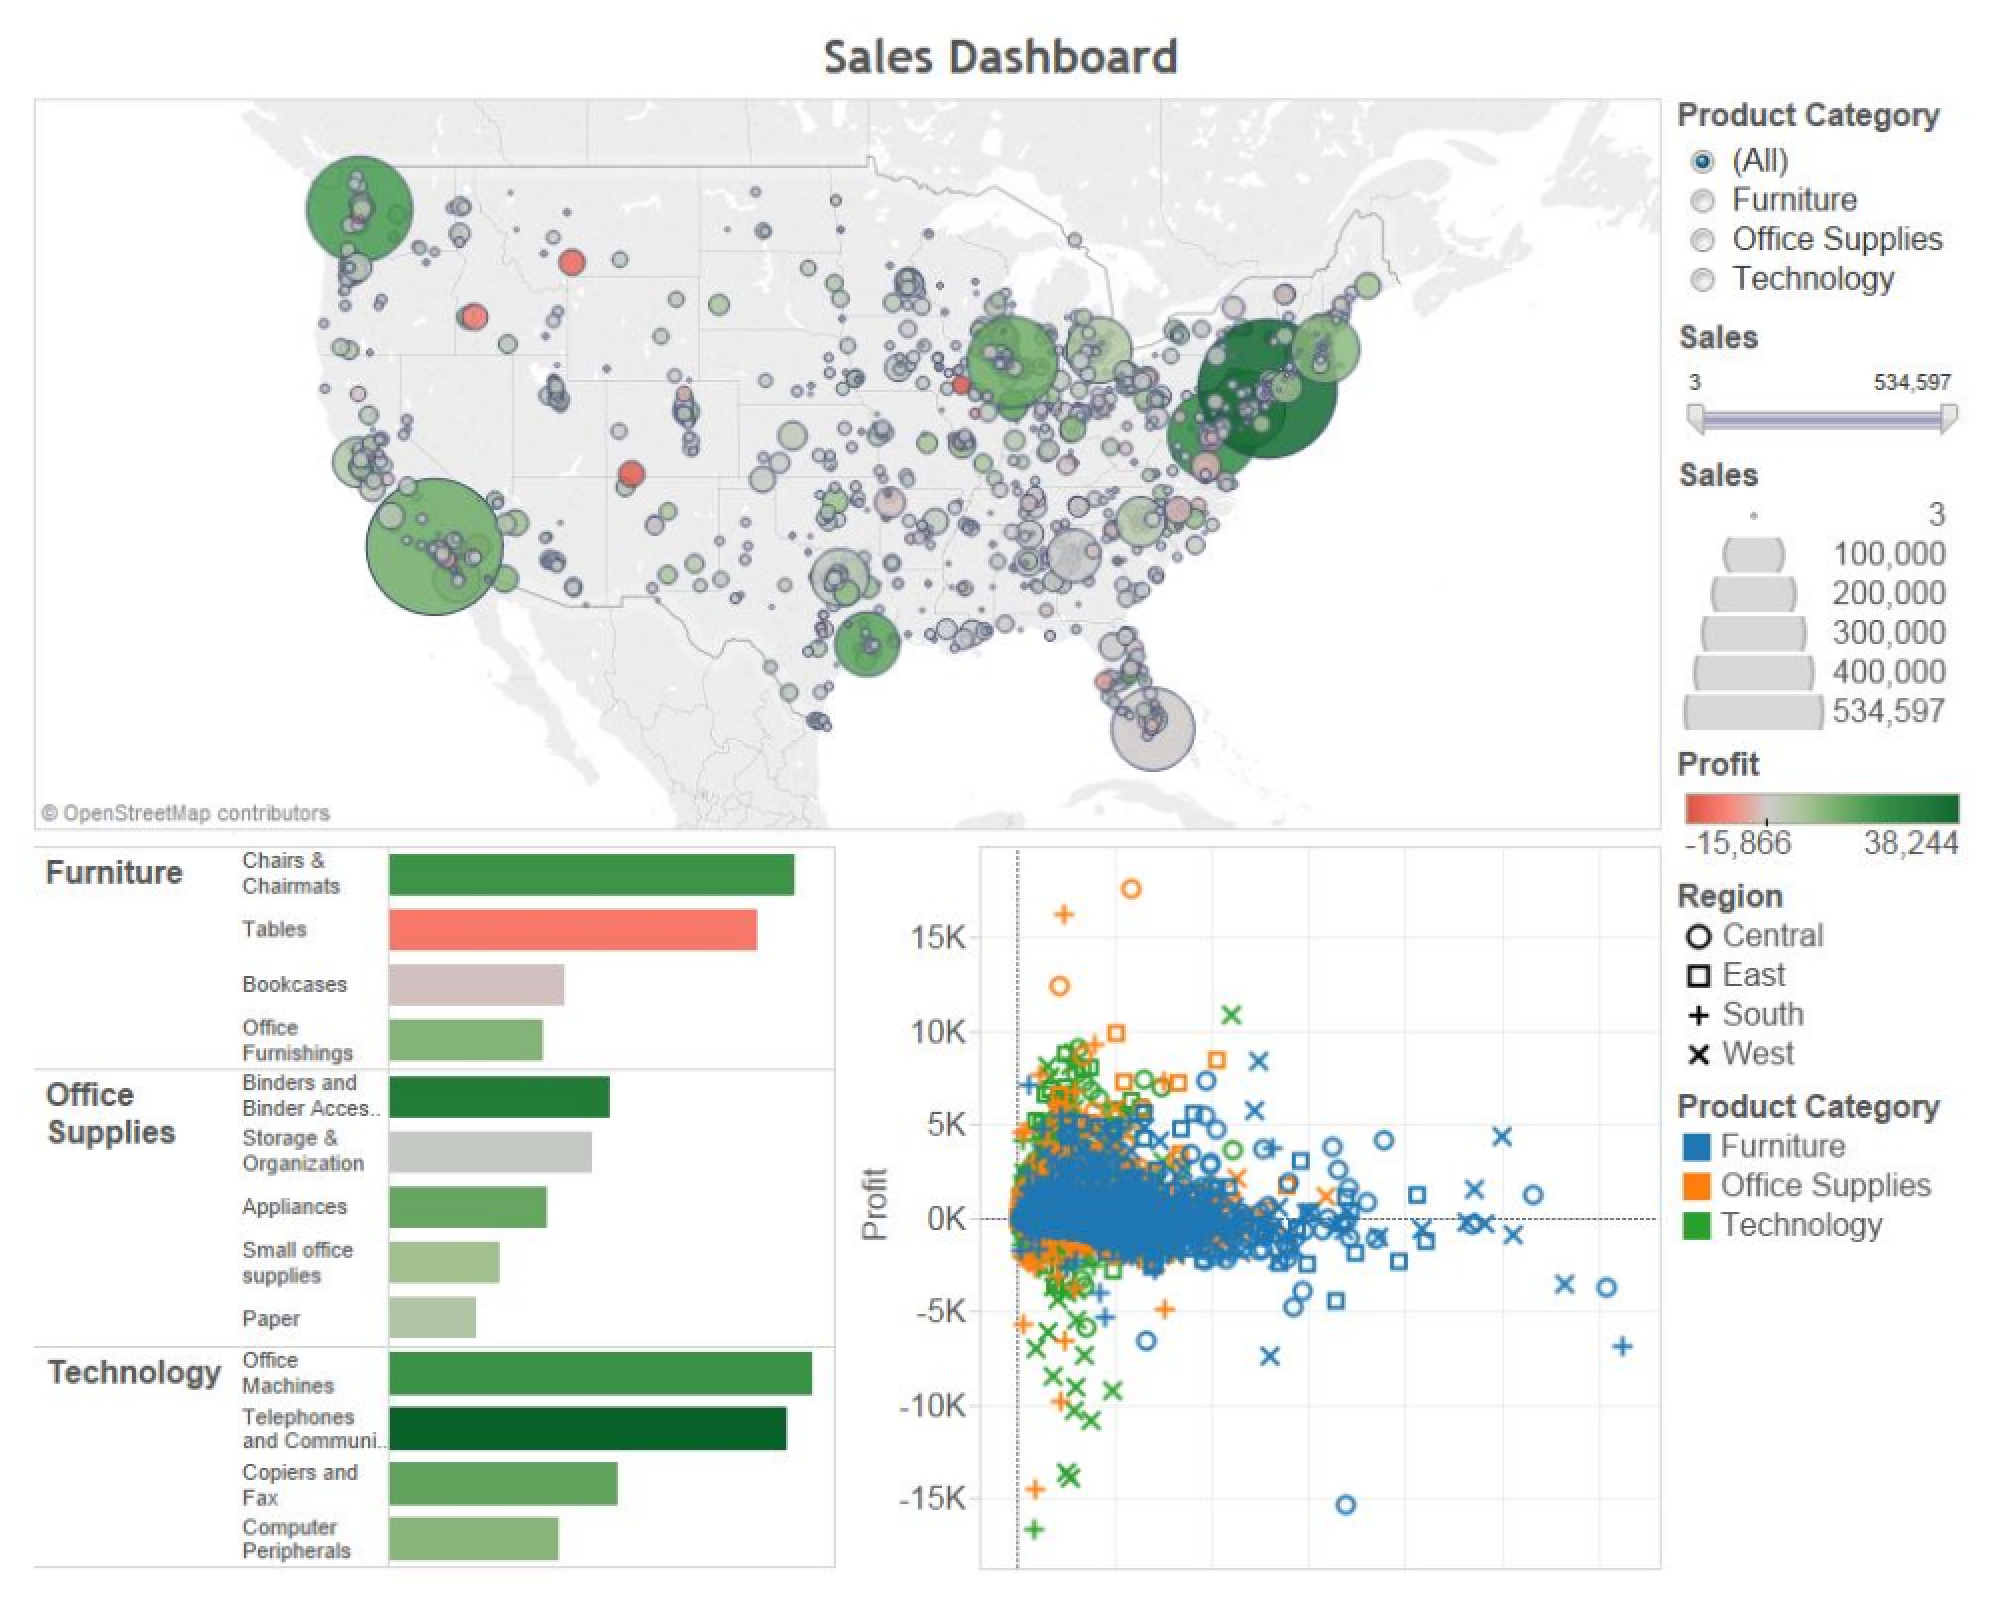 Sales Dashboard
© OpenStreetMap contributors
Product Category
(All)
Furniture
Office Supplies
Technology
Sales
3 534,597
Sales
3
100,000
200,000
300,000
400,000
534,597
Profit
-15,866 38,244
Region
Central
East
South
West
Product Category
Furniture
Office Supplies
Technology
Furniture
Chairs &
Chairmats
Tables
Bookcases
Office
Furnishings
Office
Supplies
Binders and
Binder Acces..
Storage &
Organization
Appliances
Small office
supplies
Paper
Technology
Office
Machines
Telephones
and Communi..
Copiers and
Fax
Computer
Peripherals
Profit
15K
10K
5K
0K
-5K
-10K
-15K